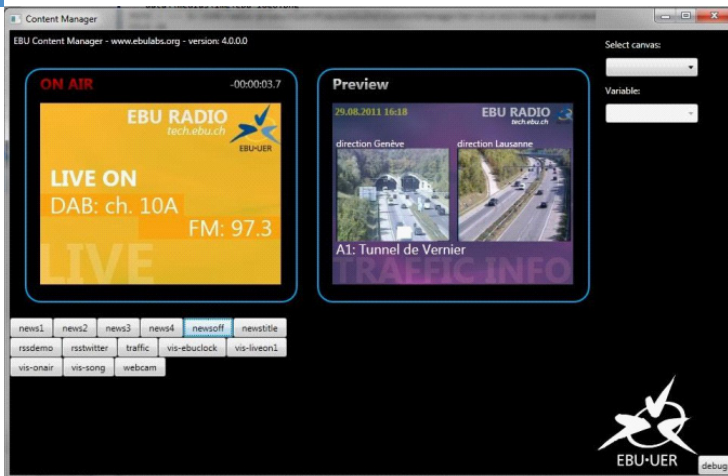 Content Manager
EBU Content Manager - www.ebulabs.org - version: 4.0.0.0
Select canvas:
Variable:
ON AIR
-00:00:03.7
EBU RADIO
tech.ebu.ch
EBU·UER
LIVE ON
DAB: ch. 10A
FM: 97.3
LIVE
Preview
29.08.2011 16:18
EBU RADIO
tech.ebu.ch
direction Genève
direction Lausanne
A1: Tunnel de Vernier
TRAFFIC INFO
news1 news2 news3 news4 newsoff newstitle
rssdemo rsstwitter traffic vis-ebuclock vis-liveon1
vis-onair vis-song webcam
EBU·UER
debug